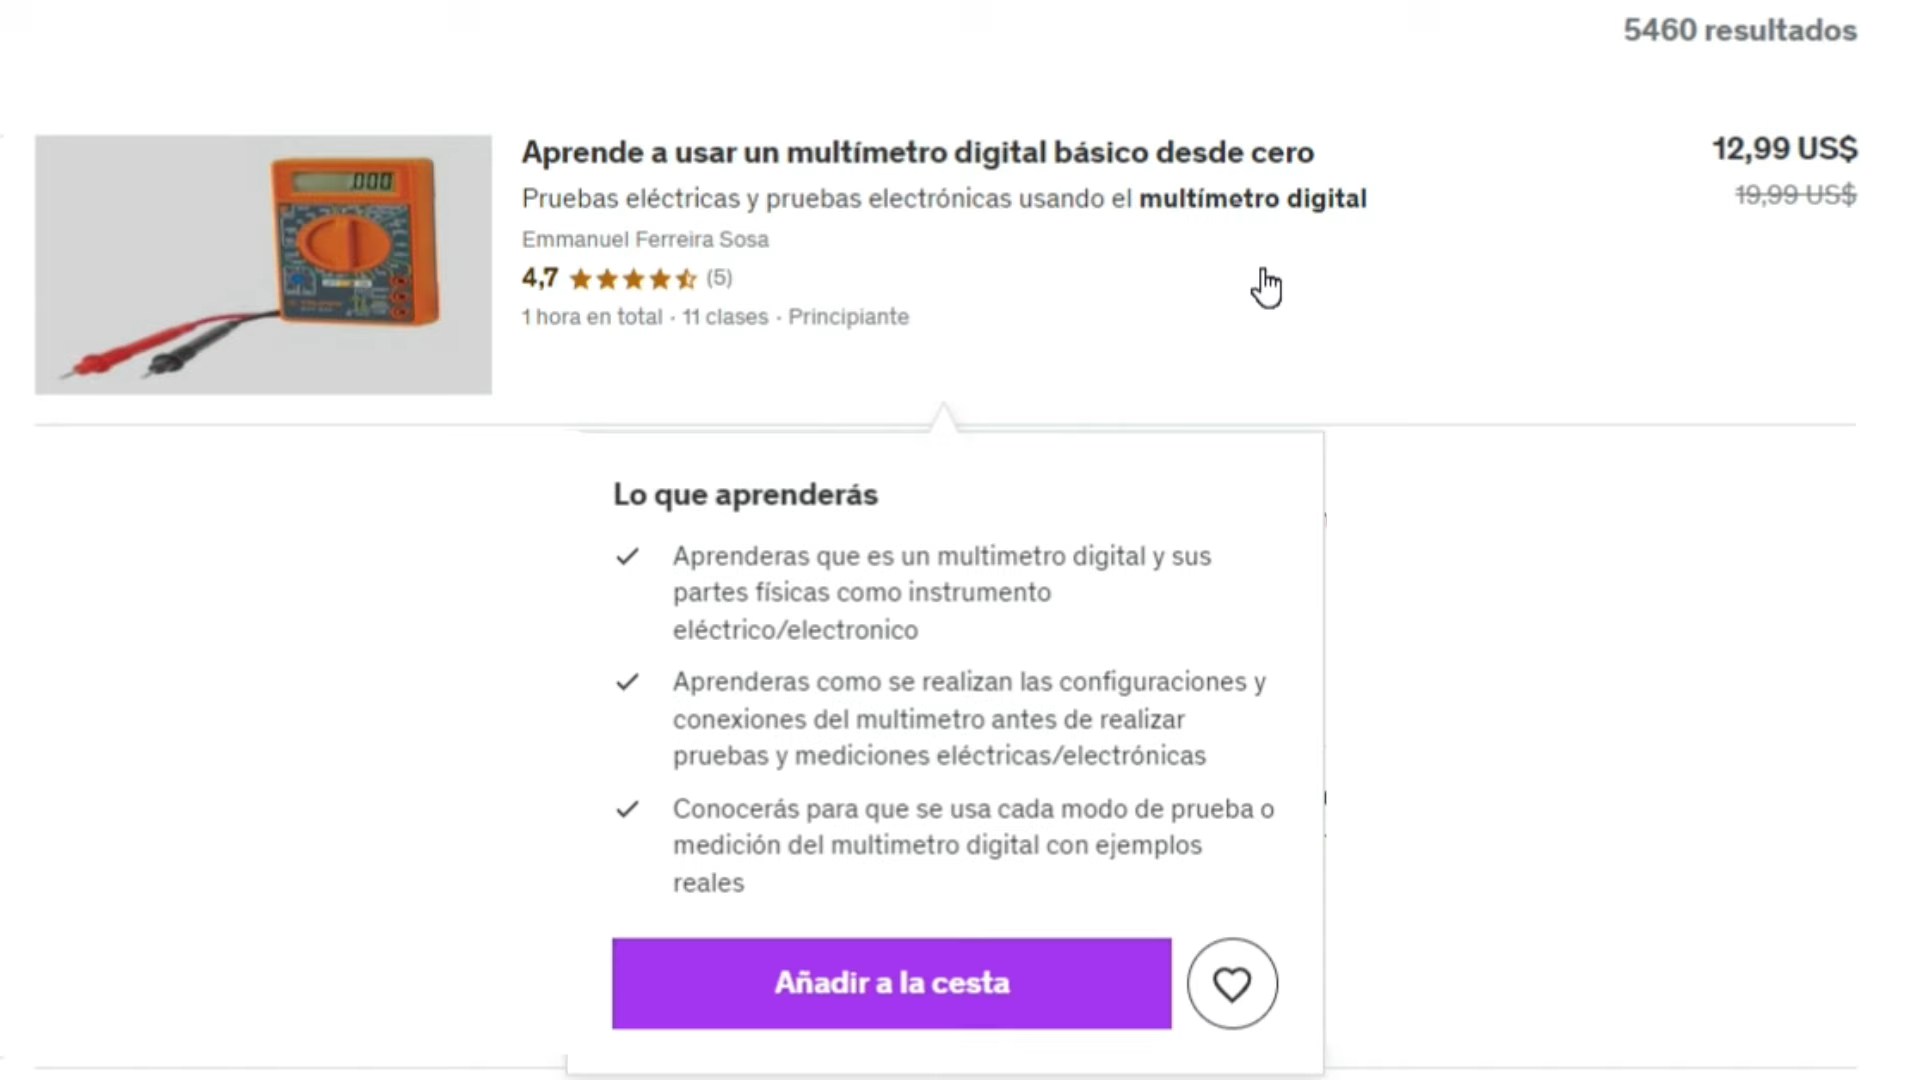 5460 resultados
.000
Aprende a usar un multímetro digital básico desde cero
12,99 US$
Pruebas eléctricas y pruebas electrónicas usando el multímetro digital
19,99 US$
Emmanuel Ferreira Sosa
4,7 (5)
1 hora en total · 11 clases · Principiante
Lo que aprenderás
Aprenderas que es un multimetro digital y sus
partes físicas como instrumento
eléctrico/electronico
Aprenderas como se realizan las configuraciones y
conexiones del multimetro antes de realizar
pruebas y mediciones eléctricas/electrónicas
Conocerás para que se usa cada modo de prueba o
medición del multimetro digital con ejemplos
reales
Añadir a la cesta